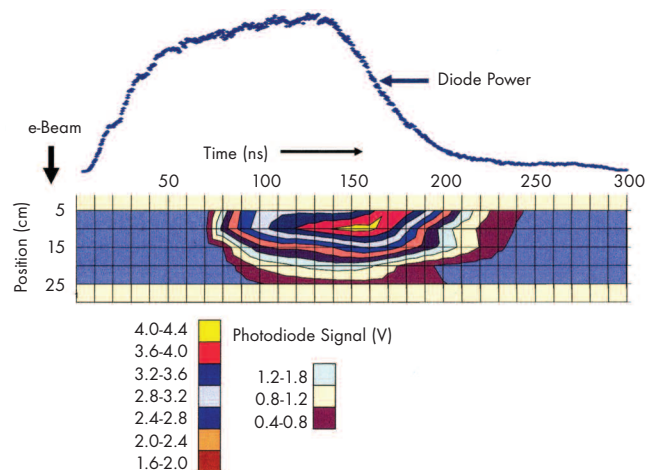 Diode Power
e-Beam
Time (ns)
50 100 150 200 250 300
Position (cm)
5
15
25
Photodiode Signal (V)
4.0-4.4
3.6-4.0
3.2-3.6
2.8-3.2
2.4-2.8
2.0-2.4
1.6-2.0
1.2-1.8
0.8-1.2
0.4-0.8